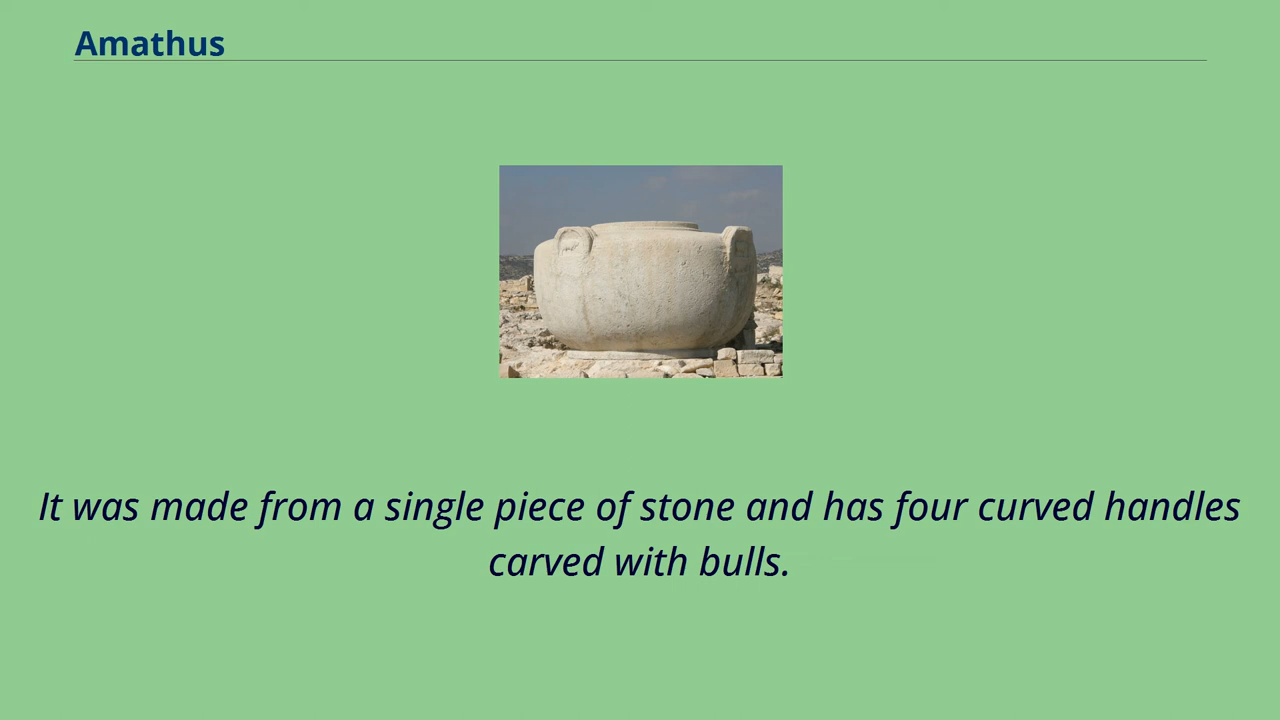 Amathus
It was made from a single piece of stone and has four curved handles
carved with bulls.